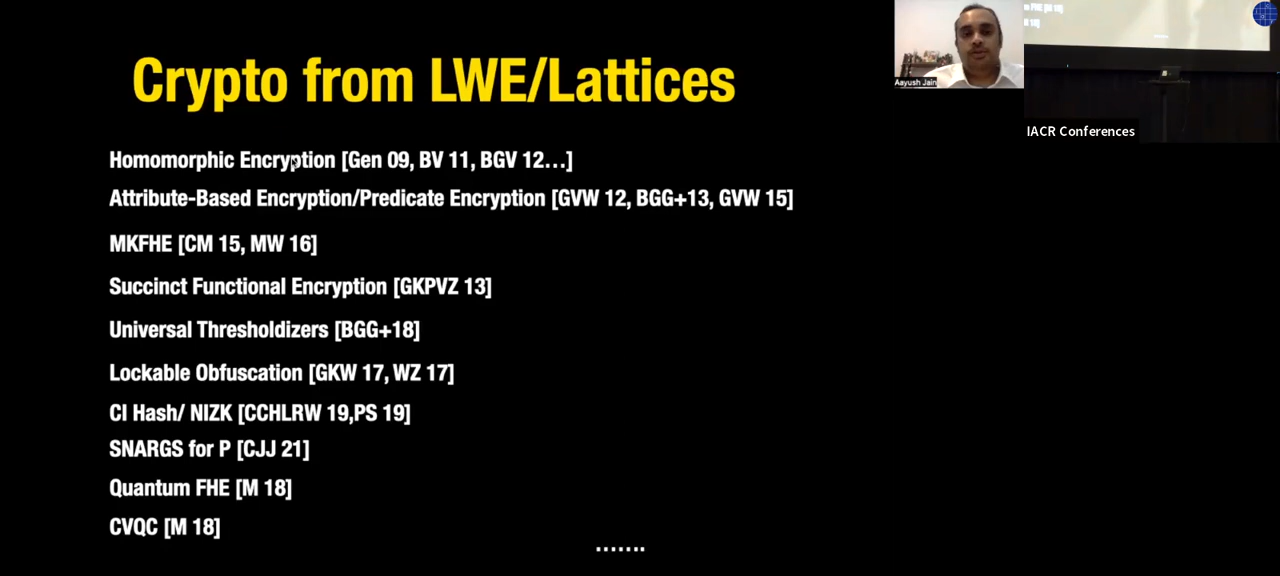 Crypto from LWE/Lattices
Homomorphic Encryption [Gen 09, BV 11, BGV 12...]
Attribute-Based Encryption/Predicate Encryption [GVW 12, BGG+13, GVW 15]
MKFHE [CM 15, MW 16]
Succinct Functional Encryption [GKPVZ 13]
Universal Thresholdizers [BGG+18]
Lockable Obfuscation [GKW 17, WZ 17]
CI Hash/ NIZK [CCHLRW 19,PS 19]
SNARGS for P [CJJ 21]
Quantum FHE [M 18]
CVQC [M 18]
.......
Aayush Jain
FHE [M 18]
18]
IACR Conferences